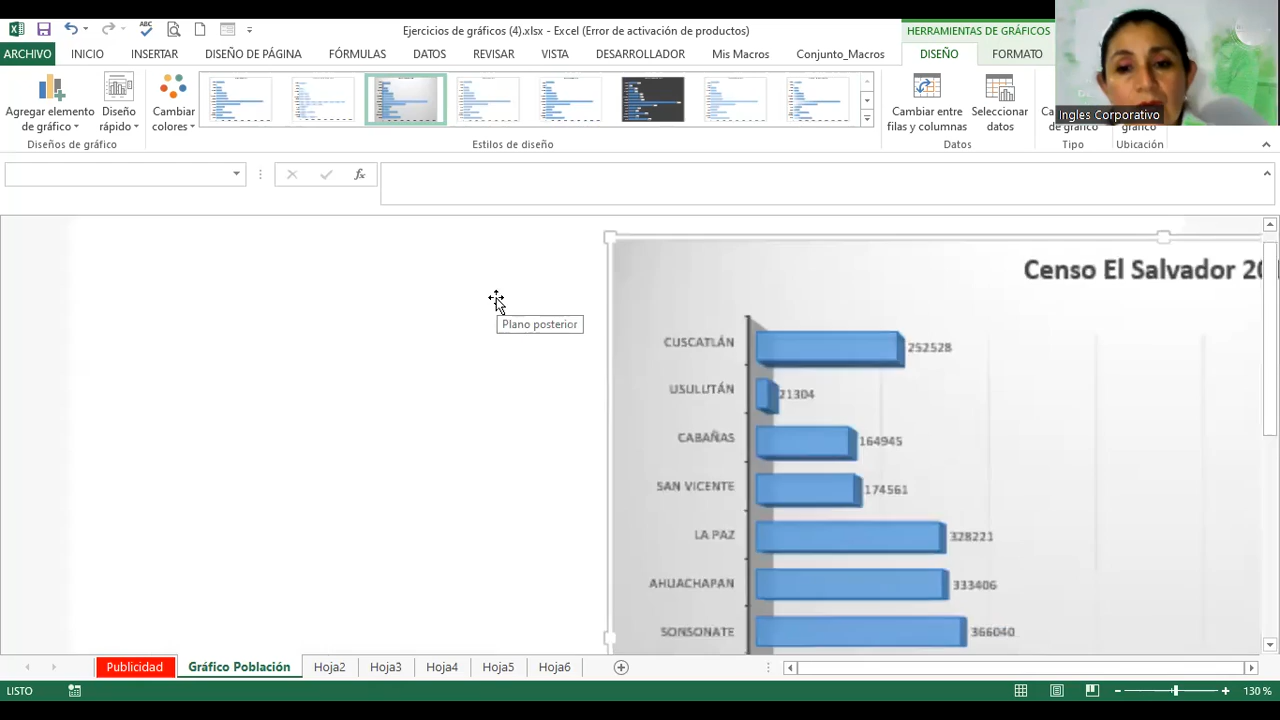 Ejercicios de gráficos (4).xlsx - Excel (Error de activación de productos)
HERRAMIENTAS DE GRÁFICOS
ARCHIVO INICIO INSERTAR DISEÑO DE PÁGINA FÓRMULAS DATOS REVISAR VISTA DESARROLLADOR Mis Macros Conjunto_Macros DISEÑO FORMATO
Agregar elemento de gráfico
Diseño rápido
Cambiar colores
Cambiar entre filas y columnas
Seleccionar datos
de gráfico
gráfico
Ingles Corporativo
Diseños de gráfico
Estilos de diseño
Datos
Tipo
Ubicación
fx
Plano posterior
Censo El Salvador
CUSCATLÁN 252528
USULUTÁN 21304
CABAÑAS 164945
SAN VICENTE 174561
LA PAZ 328221
AHUACHAPAN 333406
SONSONATE 366040
Publicidad Gráfico Población Hoja2 Hoja3 Hoja4 Hoja5 Hoja6
LISTO
130 %